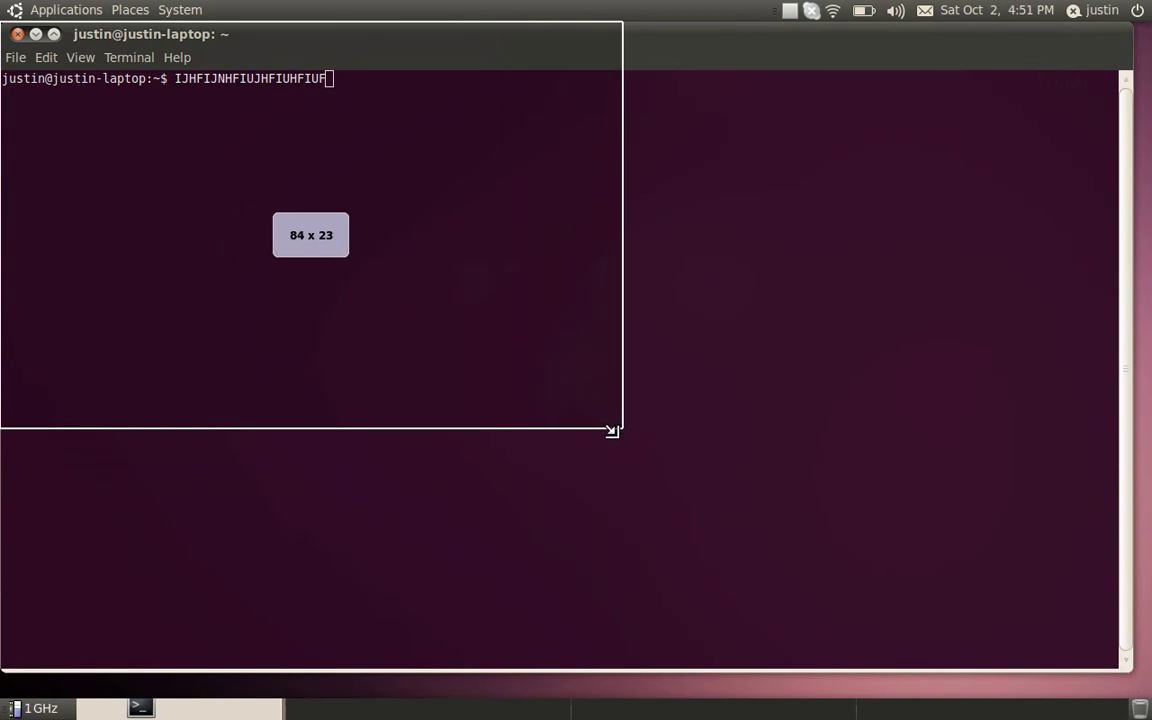 Applications Places System Sat Oct 2, 4:51 PM justin
justin@justin-laptop: ~
File Edit View Terminal Help
justin@justin-laptop:~$ IJHFIJNHFIUJHFIUHFIUF
84 x 23
>_
1 GHz